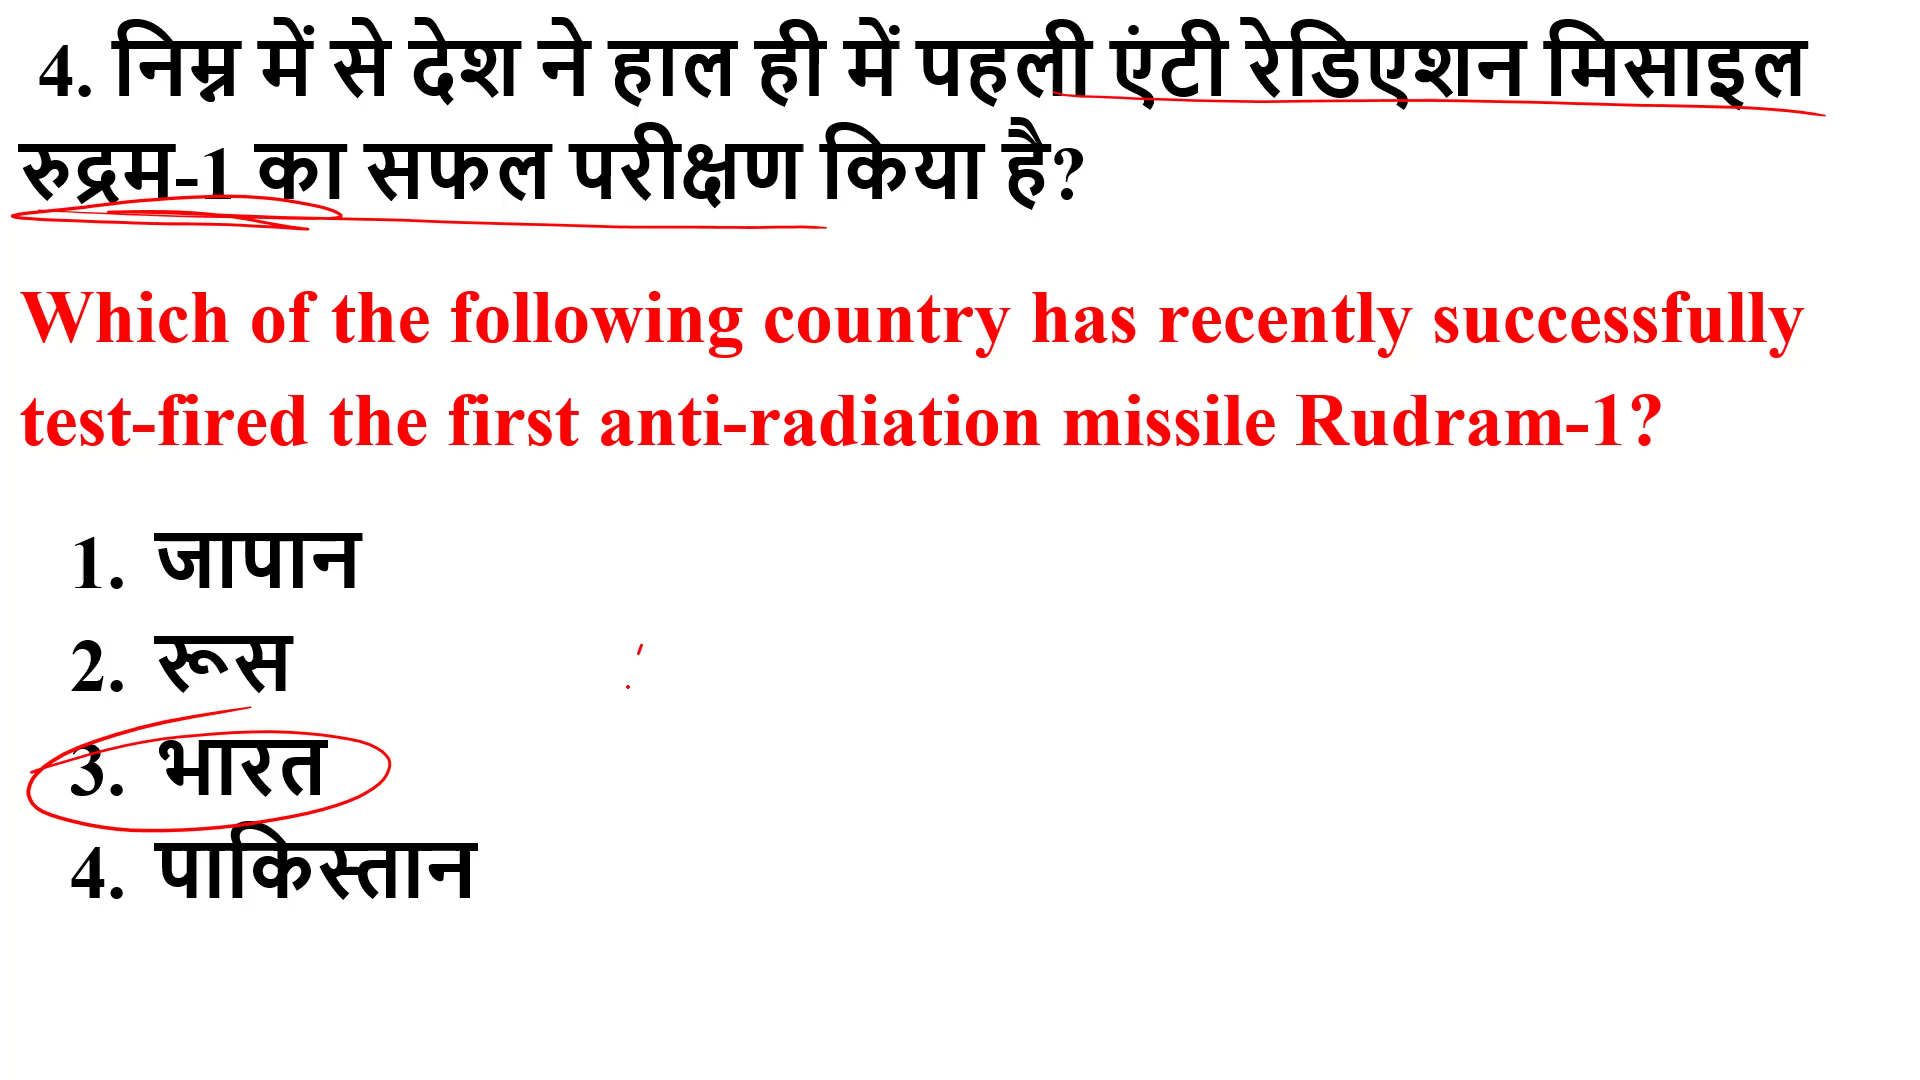 4. निम्न में से देश ने हाल ही में पहली एंटी रेडिएशन मिसाइल
रुद्रम-1 का सफल परीक्षण किया है?
Which of the following country has recently successfully
test-fired the first anti-radiation missile Rudram-1?
1. जापान
2. रूस
3. भारत
4. पाकिस्तान